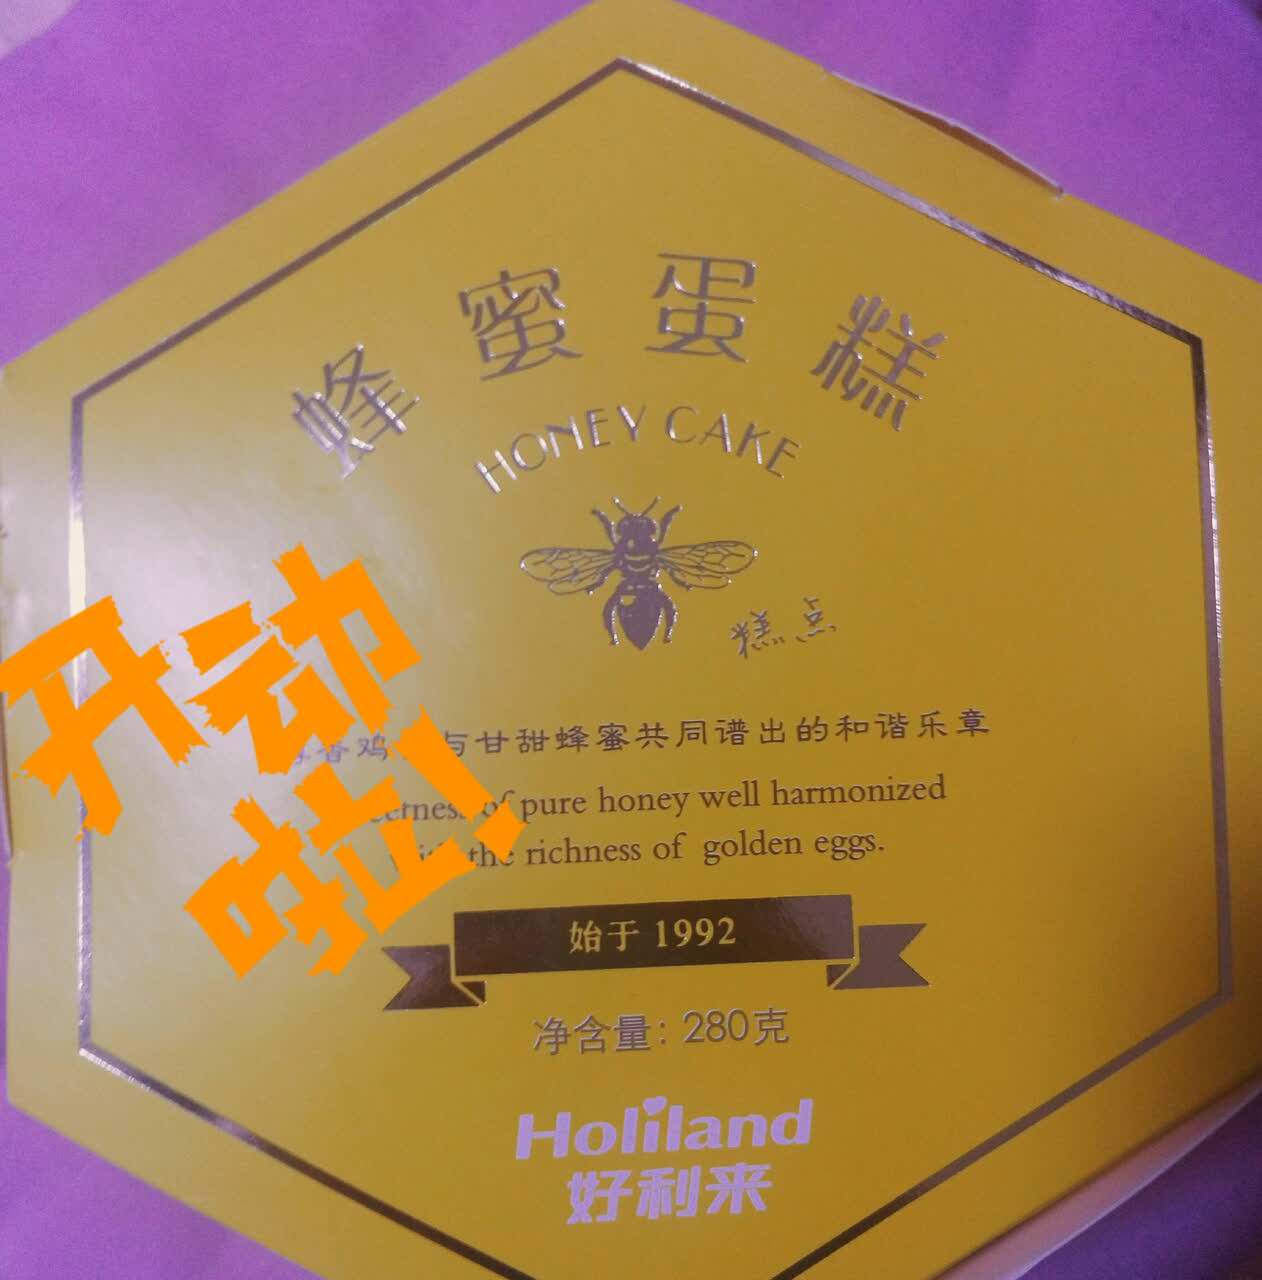 蜂蜜蛋糕
HONEY CAKE
糕点
香鸡 与甘甜蜂蜜共同谱出的和谐乐章
of pure honey well harmonized
the richness of golden eggs.
开动
啦!
始于 1992
净含量: 280克
Holiland
好利来